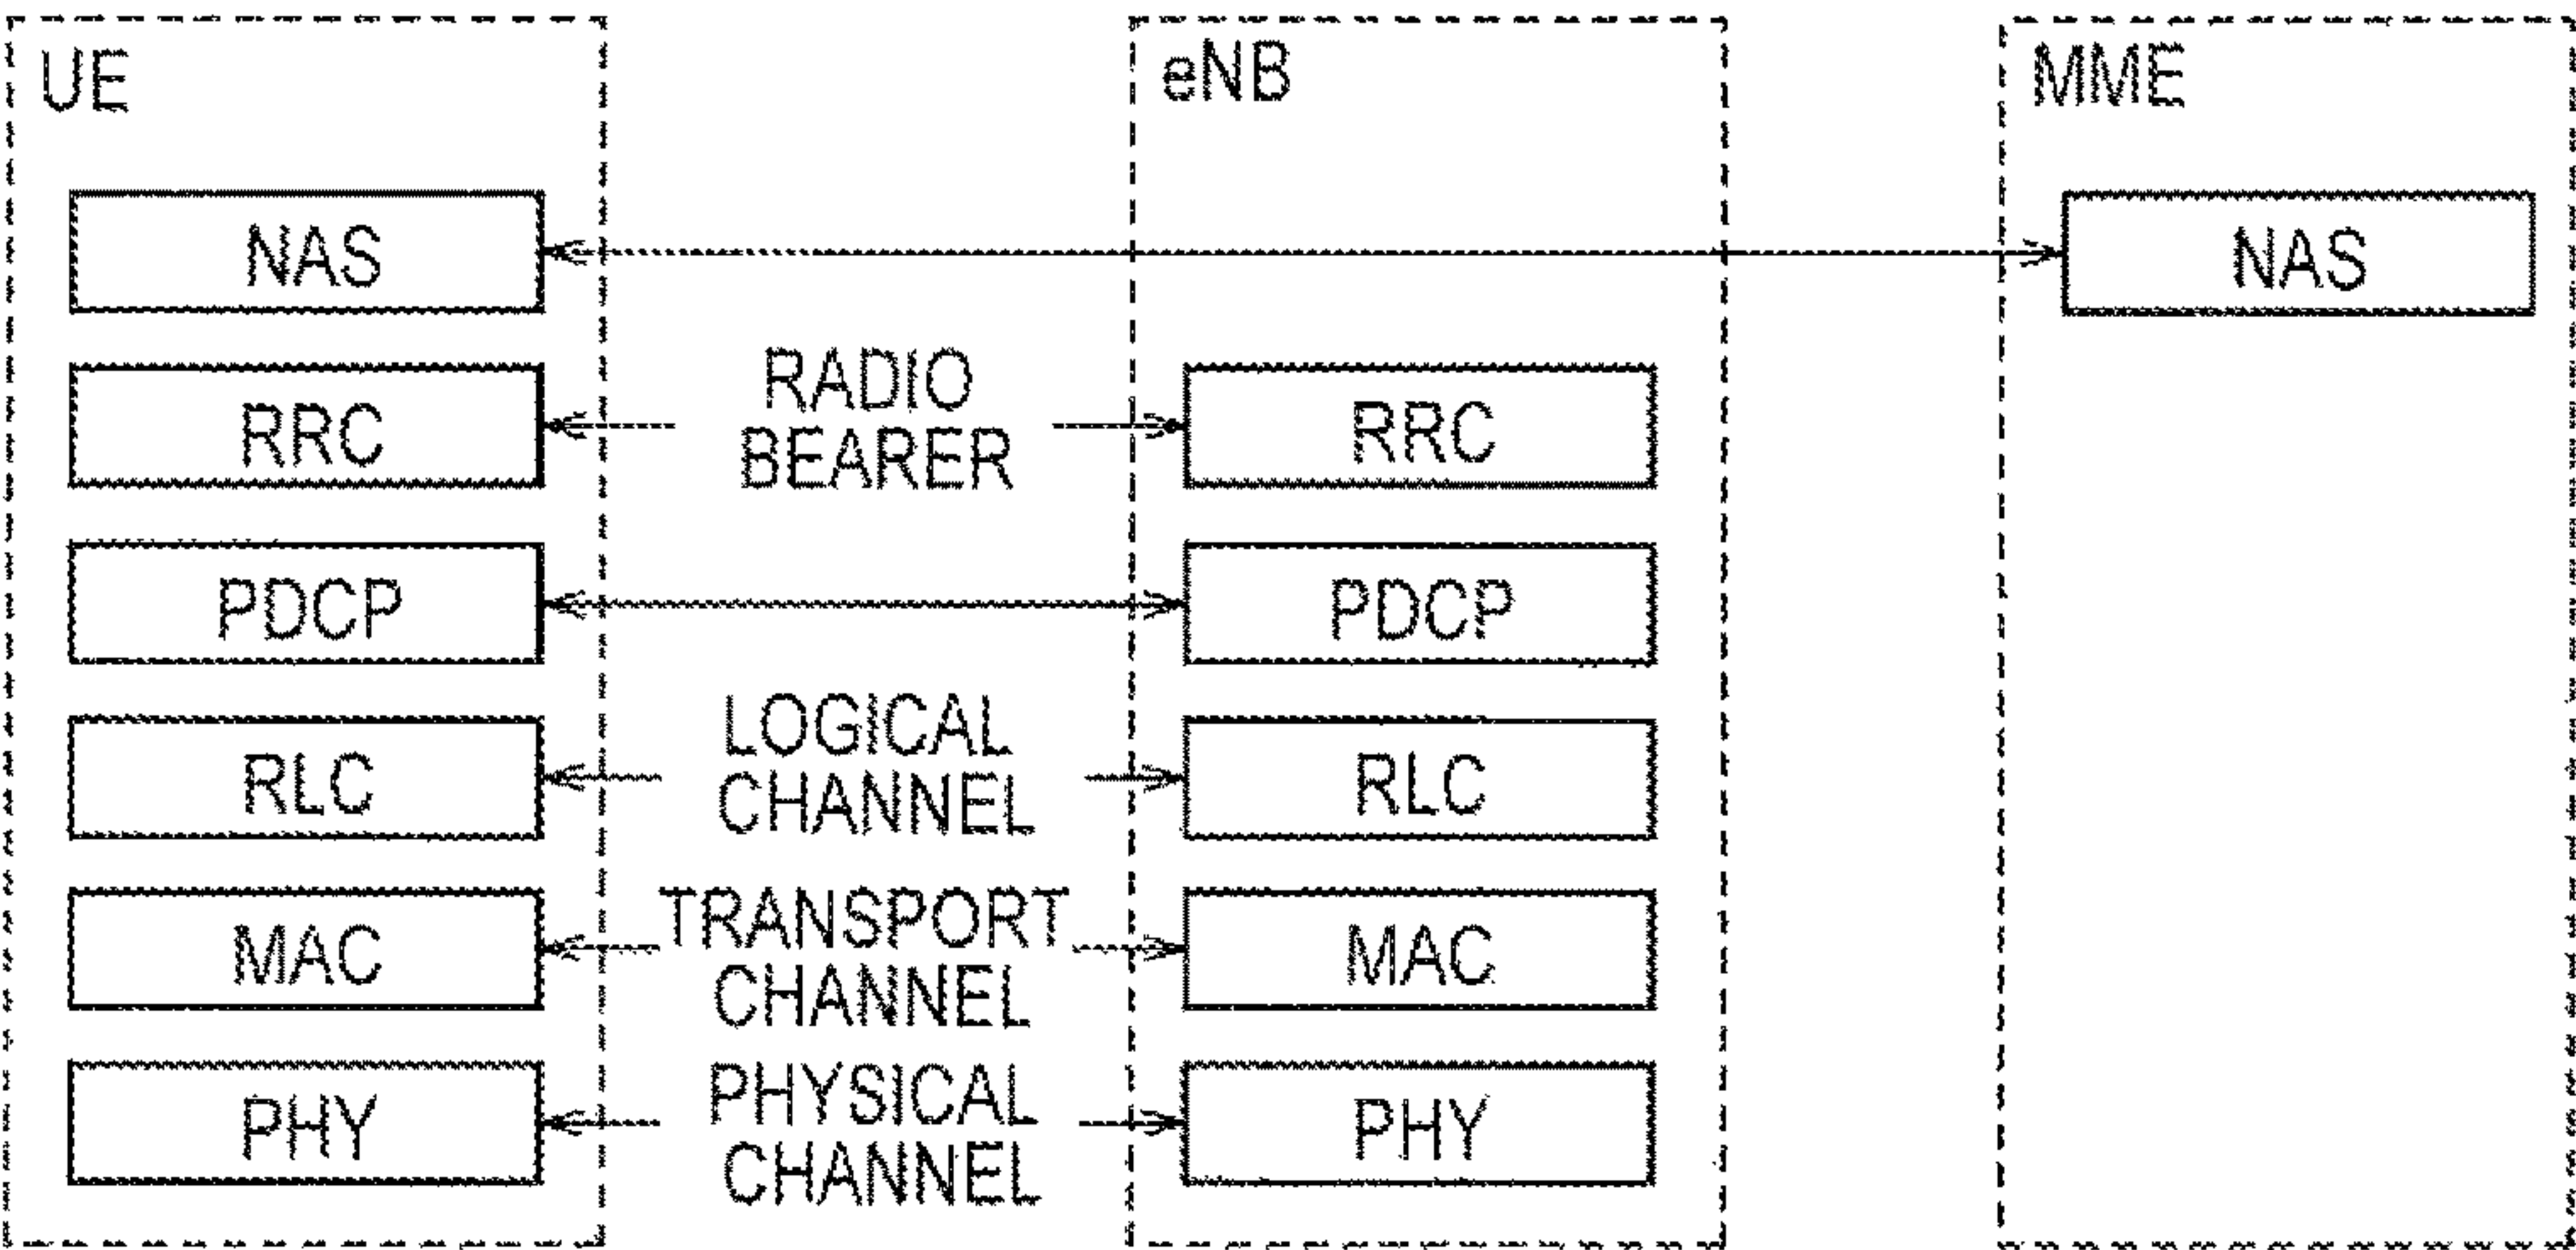 UE
eNB
MME
NAS
NAS
RADIO
BEARER
RRC
RRC
PDCP
PDCP
LOGICAL
CHANNEL
RLC
RLC
TRANSPORT
CHANNEL
MAC
MAC
PHYSICAL
CHANNEL
PHY
PHY